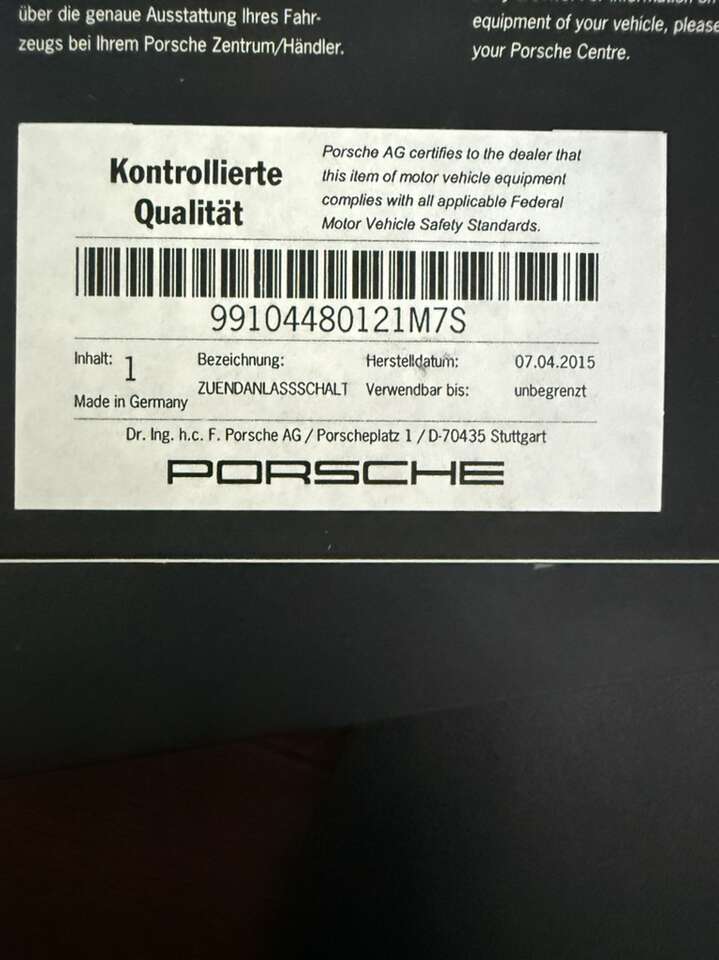 über die genaue Ausstattung Ihres Fahr-
zeugs bei Ihrem Porsche Zentrum/Händler.
equipment of your vehicle, please
your Porsche Centre.
Kontrollierte
Qualität
Porsche AG certifies to the dealer that
this item of motor vehicle equipment
complies with all applicable Federal
Motor Vehicle Safety Standards.
99104480121M7S
Inhalt: 1
Made in Germany
Bezeichnung:
ZUENDANLASSSCHALT
Herstelldatum: 07.04.2015
Verwendbar bis: unbegrenzt
Dr. Ing. h.c. F. Porsche AG / Porscheplatz 1 / D-70435 Stuttgart
PORSCHE